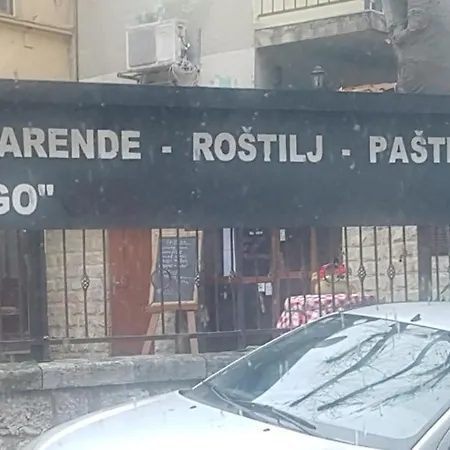 ARENDE - ROŠTILJ - PAŠT
GO"